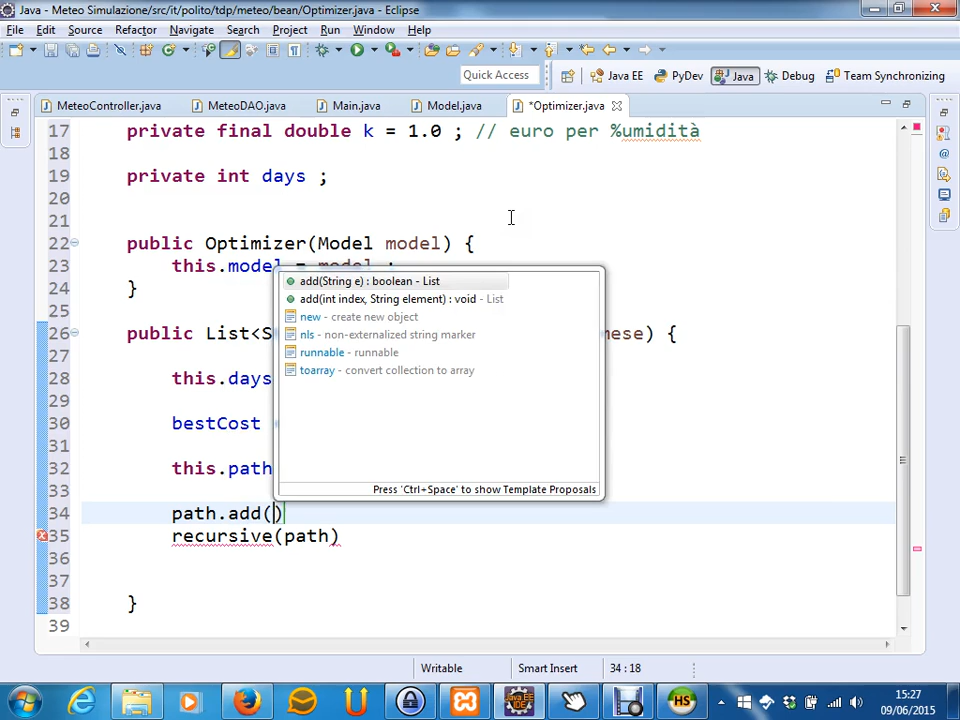 Java - Meteo Simulazione/src/it/polito/tdp/meteo/bean/Optimizer.java - Eclipse
File Edit Source Refactor Navigate Search Project Run Window Help
Quick Access Java EE PyDev Java Debug Team Synchronizing
MeteoController.java MeteoDAO.java Main.java Model.java *Optimizer.java
17 private final double k = 1.0 ; // euro per %umidità
18
19 private int days ;
20
21
22 public Optimizer(Model model) {
23 this.model = model ;
24 }
25
26 public List<S mese) {
27
28 this.days
29
30 bestCost
31
32 this.path
33
34 path.add()
35 recursive(path)
36
37
38 }
39
add(String e) : boolean - List
add(int index, String element) : void - List
new - create new object
nls - non-externalized string marker
runnable - runnable
toarray - convert collection to array
Press 'Ctrl+Space' to show Template Proposals
Writable Smart Insert 34 : 18
15:27
09/06/2015